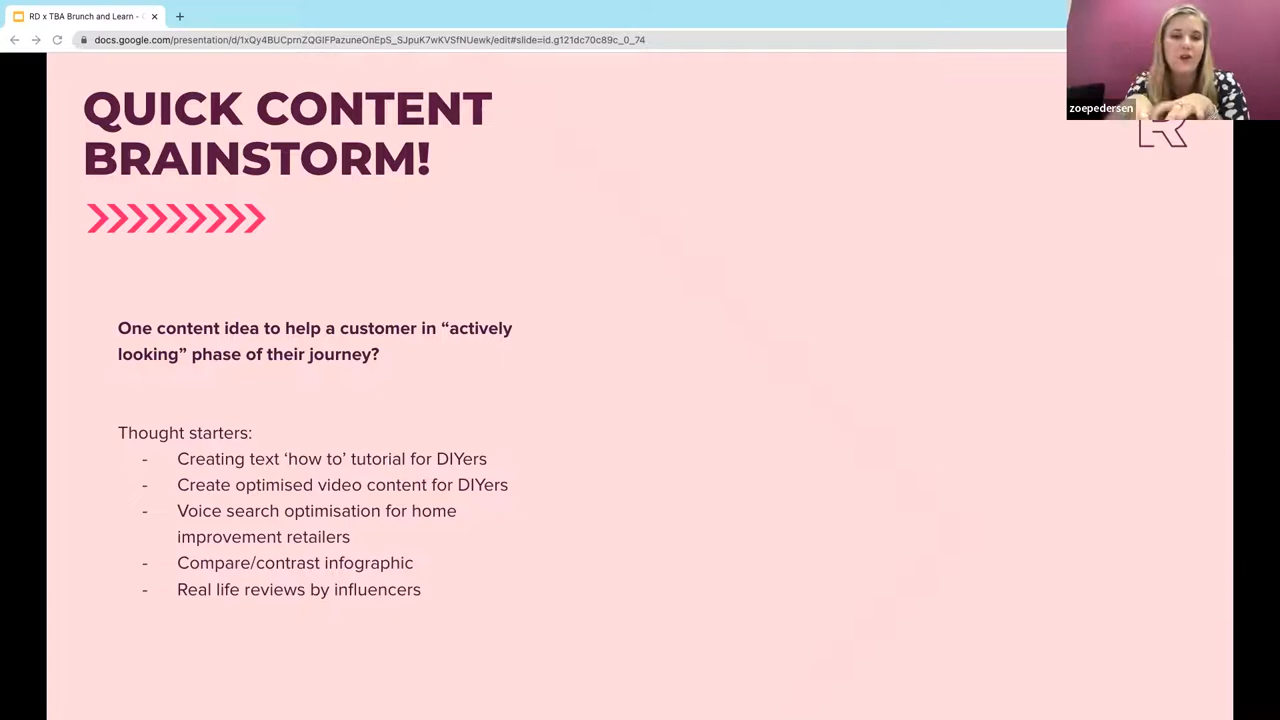 RD x TBA Brunch and Learn -
docs.google.com/presentation/d/1xQy4BUCprnZQGIFPazuneOnEpS_SJpuK7wKVSfNUewk/edit#slide=id.g121dc70c89c_0_74
zoepedersen
QUICK CONTENT
BRAINSTORM!
One content idea to help a customer in “actively
looking” phase of their journey?
Thought starters:
- Creating text ‘how to’ tutorial for DIYers
- Create optimised video content for DIYers
- Voice search optimisation for home
improvement retailers
- Compare/contrast infographic
- Real life reviews by influencers